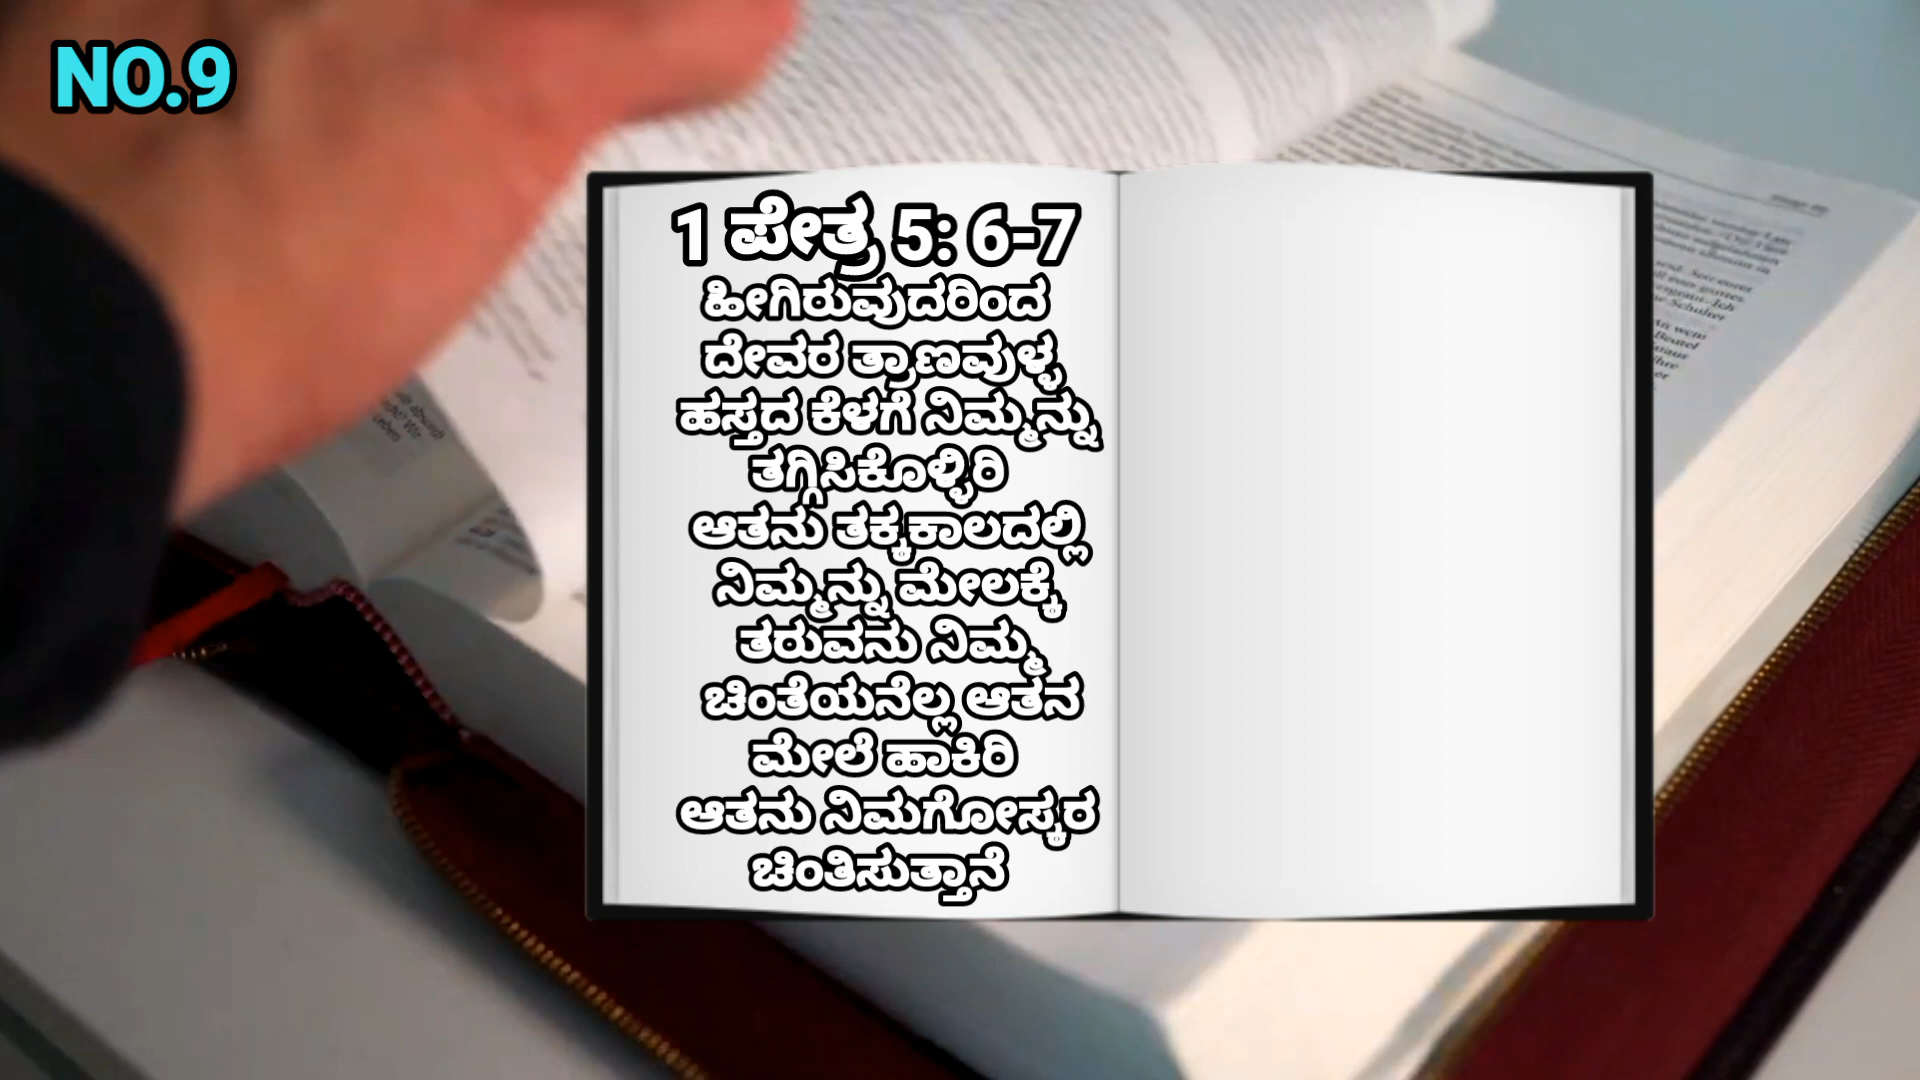 NO.9
1 ಪೇತ್ರ 5: 6-7
ಹೀಗಿರುವುದರಿಂದ
ದೇವರ ತ್ರಾಣವುಳ್ಳ
ಹಸ್ತದ ಕೆಳಗೆ ನಿಮ್ಮನ್ನು
ತಗ್ಗಿಸಿಕೊಳ್ಳಿರಿ
ಆತನು ತಕ್ಕಕಾಲದಲ್ಲಿ
ನಿಮ್ಮನ್ನು ಮೇಲಕ್ಕೆ
ತರುವನು ನಿಮ್ಮ
ಚಿಂತೆಯನೆಲ್ಲ ಆತನ
ಮೇಲೆ ಹಾಕಿರಿ
ಆತನು ನಿಮಗೋಸ್ಕರ
ಚಿಂತಿಸುತ್ತಾನೆ